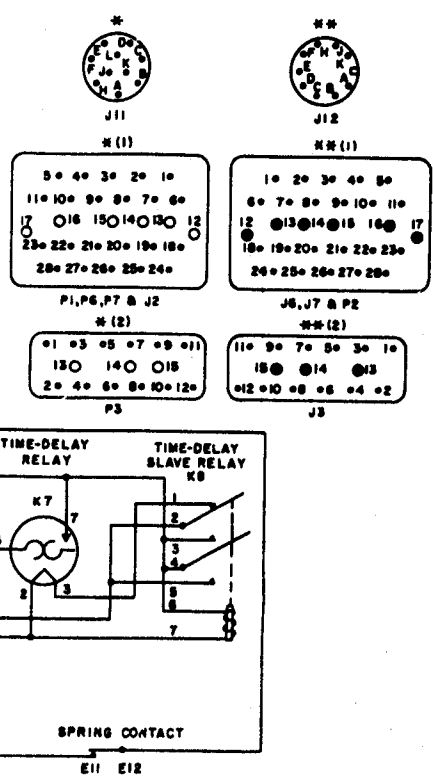 * **
E D C F L K B J H A
F H J E K D A C B C
J11 J12
*(1) **(1)
5 4 3 2 1
11 10 9 8 7 6
17 16 15 14 13 12
23 22 21 20 19 18
28 27 26 25 24
1 2 3 4 5
6 7 8 9 10 11
12 13 14 15 16 17
18 19 20 21 22 23
24 25 26 27 28
P1,P6,P7 & J2 J6,J7 & P2
*(2) **(2)
1 3 5 7 9 11
13 14 15
2 4 6 8 10 12
11 9 7 5 3 1
15 14 13
12 10 8 6 4 2
P3 J3
TIME-DELAY
RELAY
K7
7
2 3
TIME-DELAY
SLAVE RELAY
K8
1
2
3
4
5
6
7
SPRING CONTACT
E11 E12